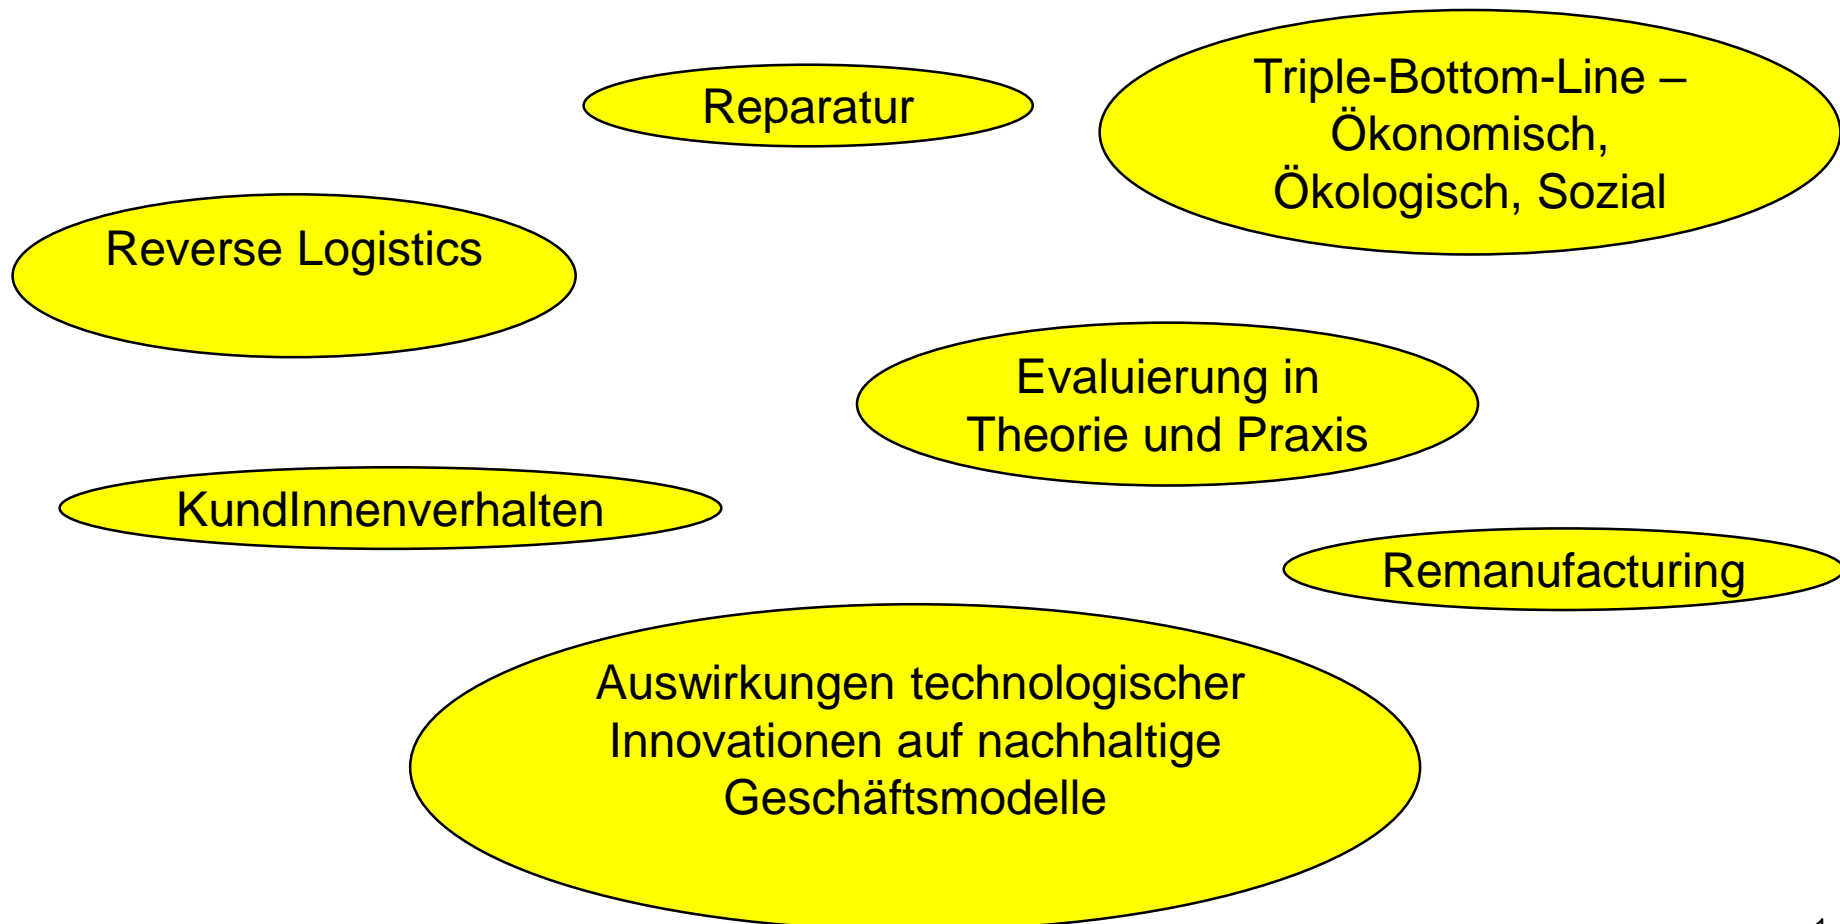 Reparatur
Triple-Bottom-Line –
Ökonomisch,
Ökologisch, Sozial
Reverse Logistics
Evaluierung in
Theorie und Praxis
KundInnenverhalten
Remanufacturing
Auswirkungen technologischer
Innovationen auf nachhaltige
Geschäftsmodelle